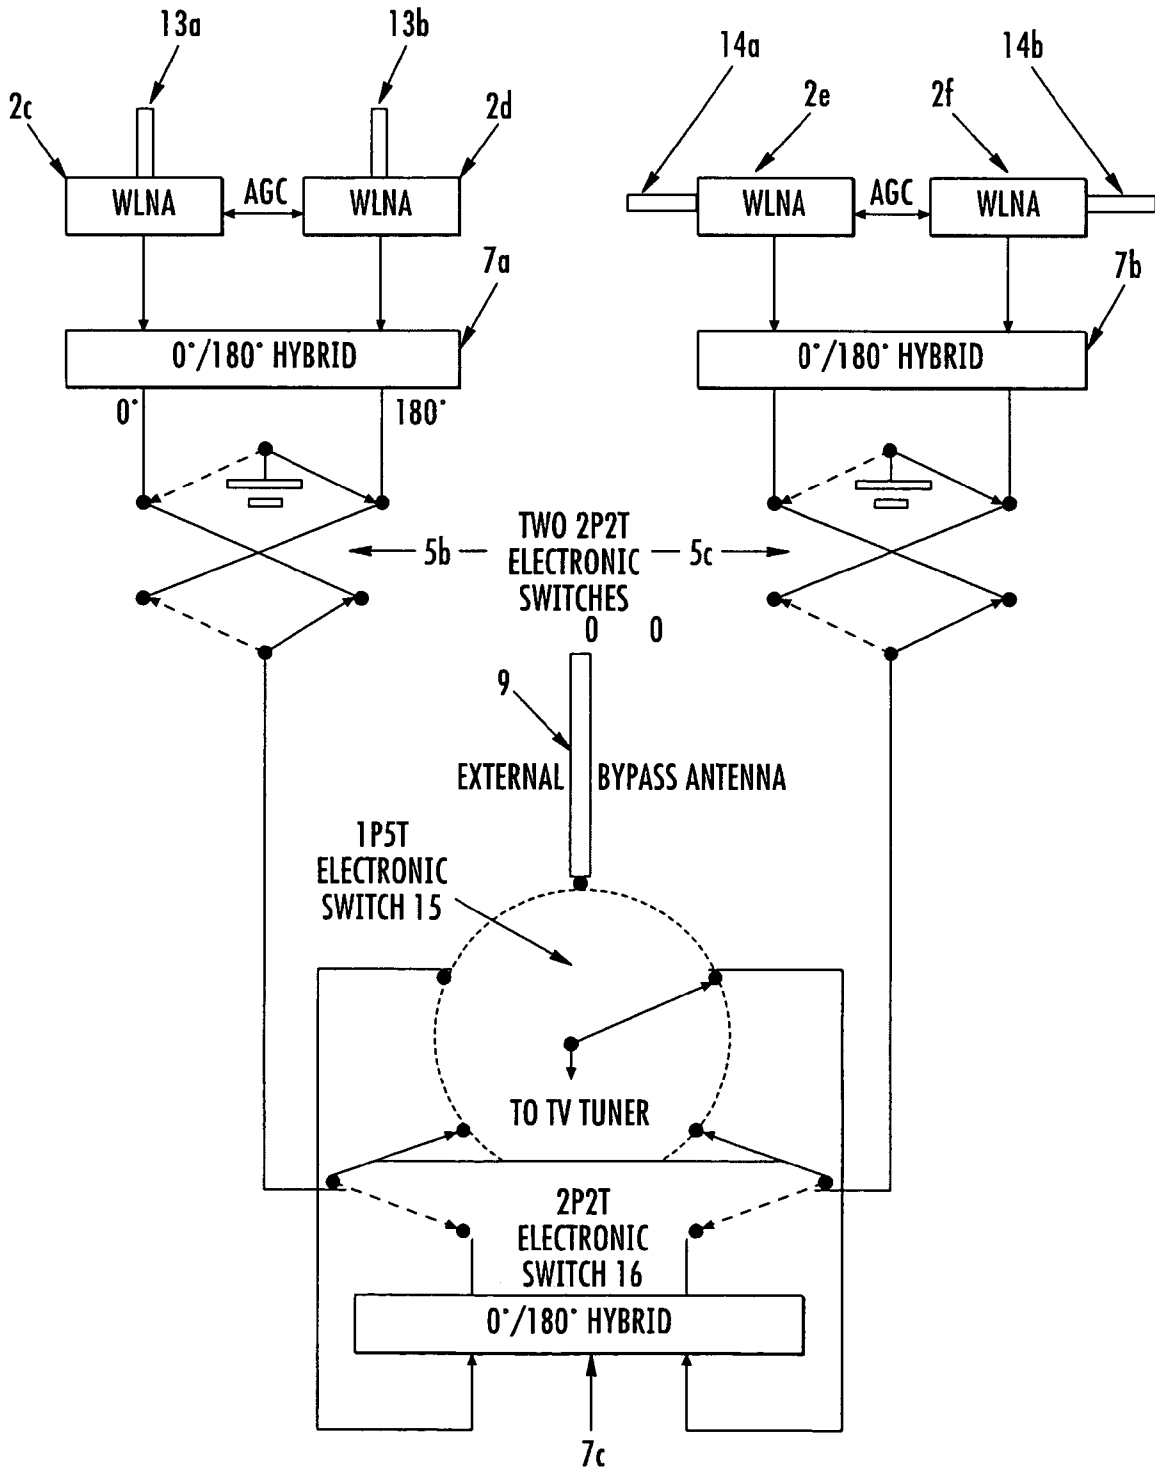 13a
13b
14a
14b
2c
2d
2e
2f
WLNA
AGC
WLNA
WLNA
AGC
WLNA
7a
7b
0°/180° HYBRID
0°/180° HYBRID
0°
180°
5b
TWO 2P2T
ELECTRONIC
SWITCHES
5c
0 0
9
EXTERNAL BYPASS ANTENNA
1P5T
ELECTRONIC
SWITCH 15
TO TV TUNER
2P2T
ELECTRONIC
SWITCH 16
0°/180° HYBRID
7c